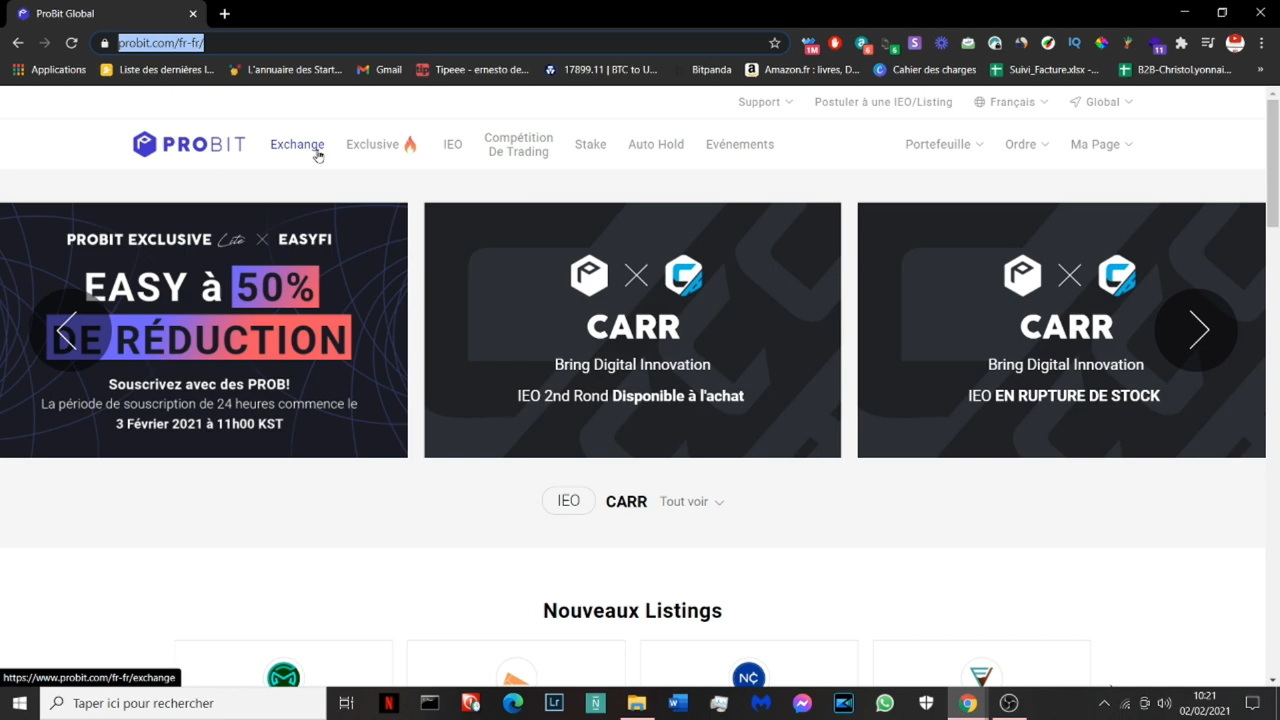 ProBit Global
probit.com/fr-fr/
1M
6
6
11
Applications
Liste des dernières I...
L'annuaire des Start...
Gmail
Tipeee - ernesto de...
17899.11 | BTC to U...
Bitpanda
Amazon.fr : livres, D...
Cahier des charges
Suivi_Facture.xlsx -...
B2B-ChristoLyonnai...
Support
Postuler à une IEO/Listing
Français
Global
PROBIT
Exchange
Exclusive
IEO
Compétition
De Trading
Stake
Auto Hold
Evénements
Portefeuille
Ordre
Ma Page
PROBIT EXCLUSIVE Lite X EASYFI
EASY à 50%
DE RÉDUCTION
Souscrivez avec des PROB!
La période de souscription de 24 heures commence le
3 Février 2021 à 11h00 KST
CARR
Bring Digital Innovation
IEO 2nd Rond Disponible à l'achat
CARR
Bring Digital Innovation
IEO EN RUPTURE DE STOCK
IEO
CARR
Tout voir
Nouveaux Listings
https://www.probit.com/fr-fr/exchange
Taper ici pour rechercher
10:21
02/02/2021